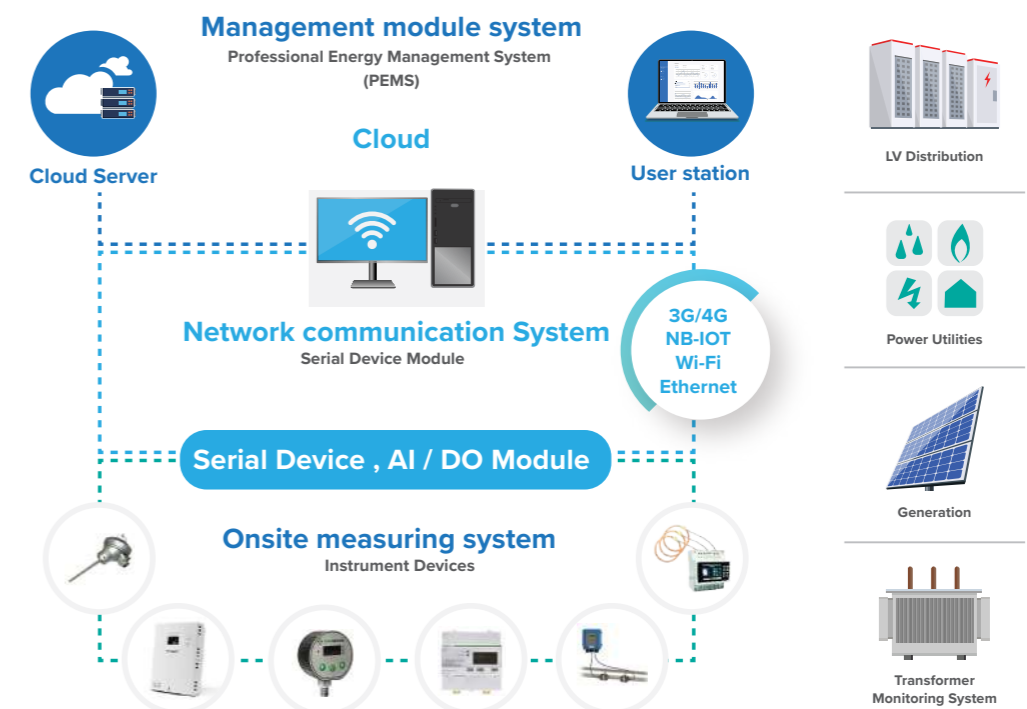 Management module system
Professional Energy Management System
(PEMS)
Cloud
Cloud Server
User station
Network communication System
Serial Device Module
3G/4G
NB-IOT
Wi-Fi
Ethernet
Serial Device , AI / DO Module
Onsite measuring system
Instrument Devices
LV Distribution
Power Utilities
Generation
Transformer
Monitoring System